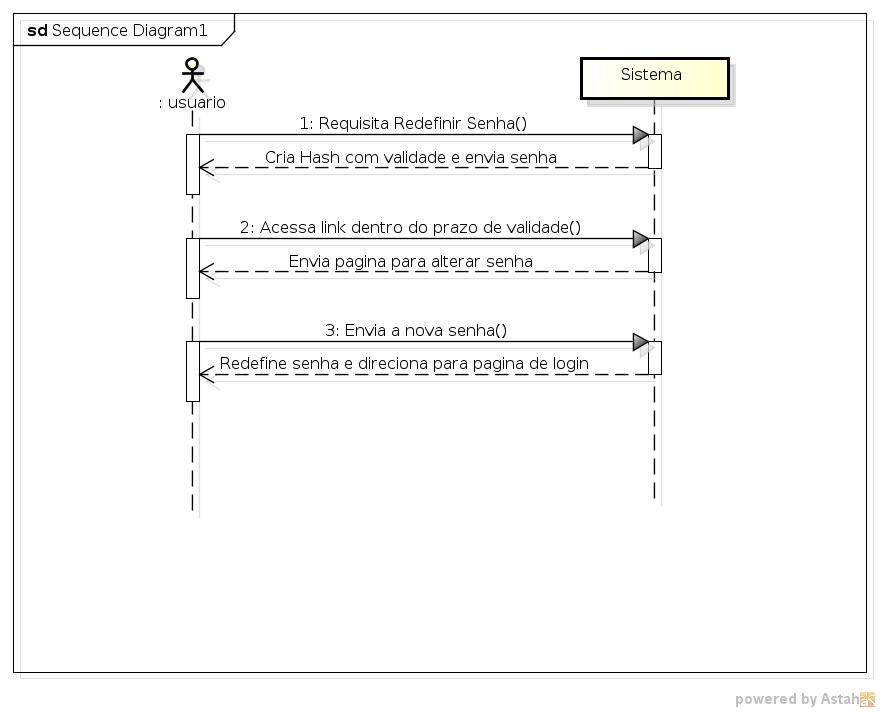 sd Sequence Diagram1
: usuario
Sistema
1: Requisita Redefinir Senha()
Cria Hash com validade e envia senha
2: Acessa link dentro do prazo de validade()
Envia pagina para alterar senha
3: Envia a nova senha()
Redefine senha e direciona para pagina de login
powered by Astah